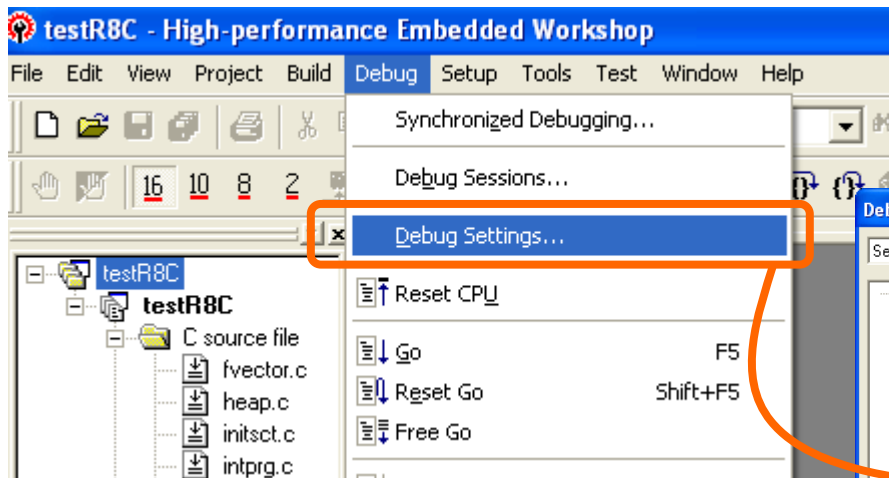 testR8C - High-performance Embedded Workshop
File Edit View Project Build Debug Setup Tools Test Window Help
Synchronized Debugging...
16 10 8 2
Debug Sessions...
Debug Settings...
testR8C
testR8C
Reset CPU
C source file
Go F5
fvector.c
Reset Go Shift+F5
heap.c
Free Go
initsct.c
intprg.c